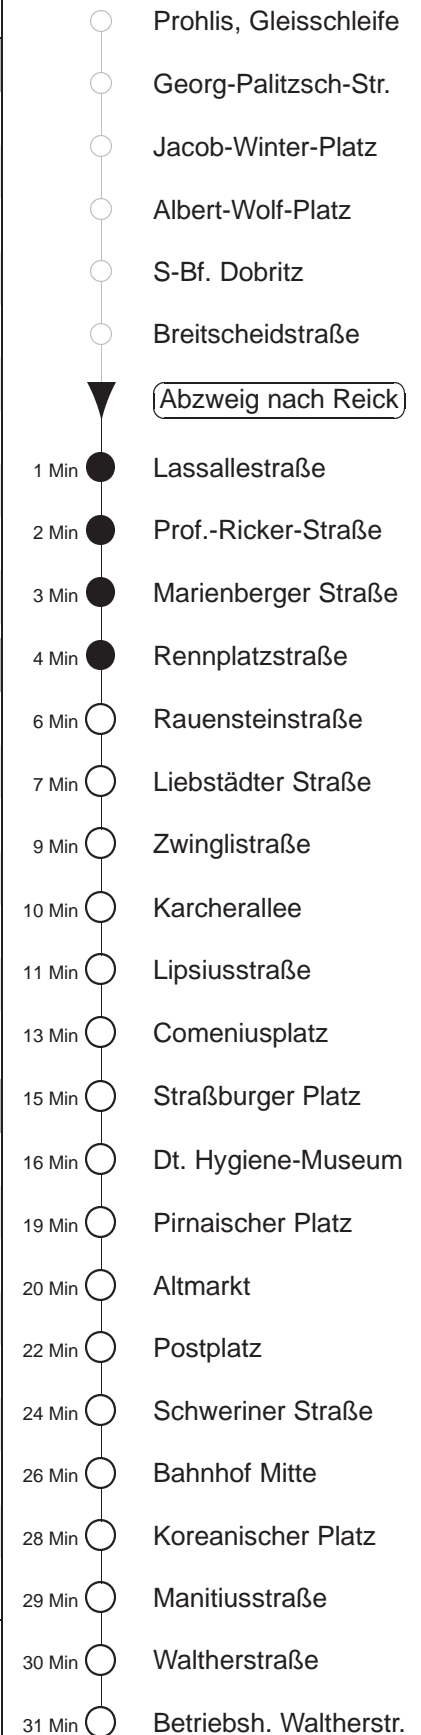 Prohlis, Gleisschleife
Georg-Palitzsch-Str.
Jacob-Winter-Platz
Albert-Wolf-Platz
S-Bf. Dobritz
Breitscheidstraße
Abzweig nach Reick
1 Min Lassallestraße
2 Min Prof.-Ricker-Straße
3 Min Marienberger Straße
4 Min Rennplatzstraße
6 Min Rauensteinstraße
7 Min Liebstädter Straße
9 Min Zwinglistraße
10 Min Karcherallee
11 Min Lipsiusstraße
13 Min Comeniusplatz
15 Min Straßburger Platz
16 Min Dt. Hygiene-Museum
19 Min Pirnaischer Platz
20 Min Altmarkt
22 Min Postplatz
24 Min Schweriner Straße
26 Min Bahnhof Mitte
28 Min Koreanischer Platz
29 Min Manitiusstraße
30 Min Waltherstraße
31 Min Betriebsh. Waltherstr.